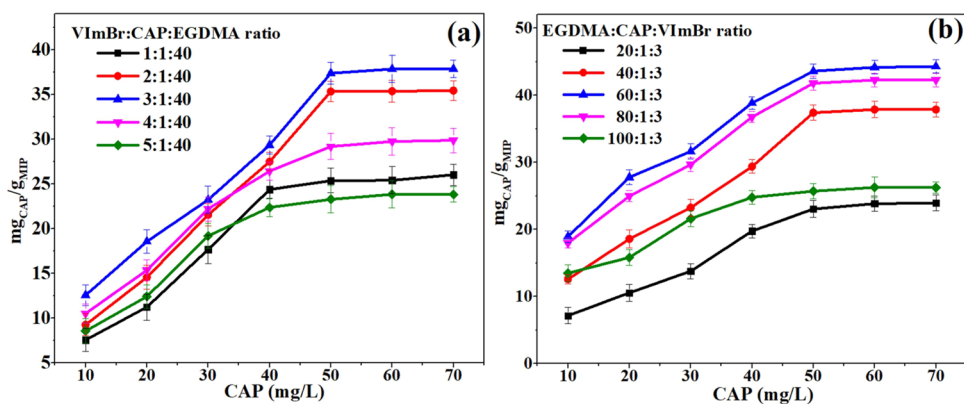 VImBr:CAP:EGDMA ratio
(a)
1:1:40
2:1:40
3:1:40
4:1:40
5:1:40
mgCAP/gMIP
40
35
30
25
20
15
10
5
10 20 30 40 50 60 70
CAP (mg/L)
EGDMA:CAP:VImBr ratio
(b)
20:1:3
40:1:3
60:1:3
80:1:3
100:1:3
mgCAP/gMIP
50
40
30
20
10
0
10 20 30 40 50 60 70
CAP (mg/L)